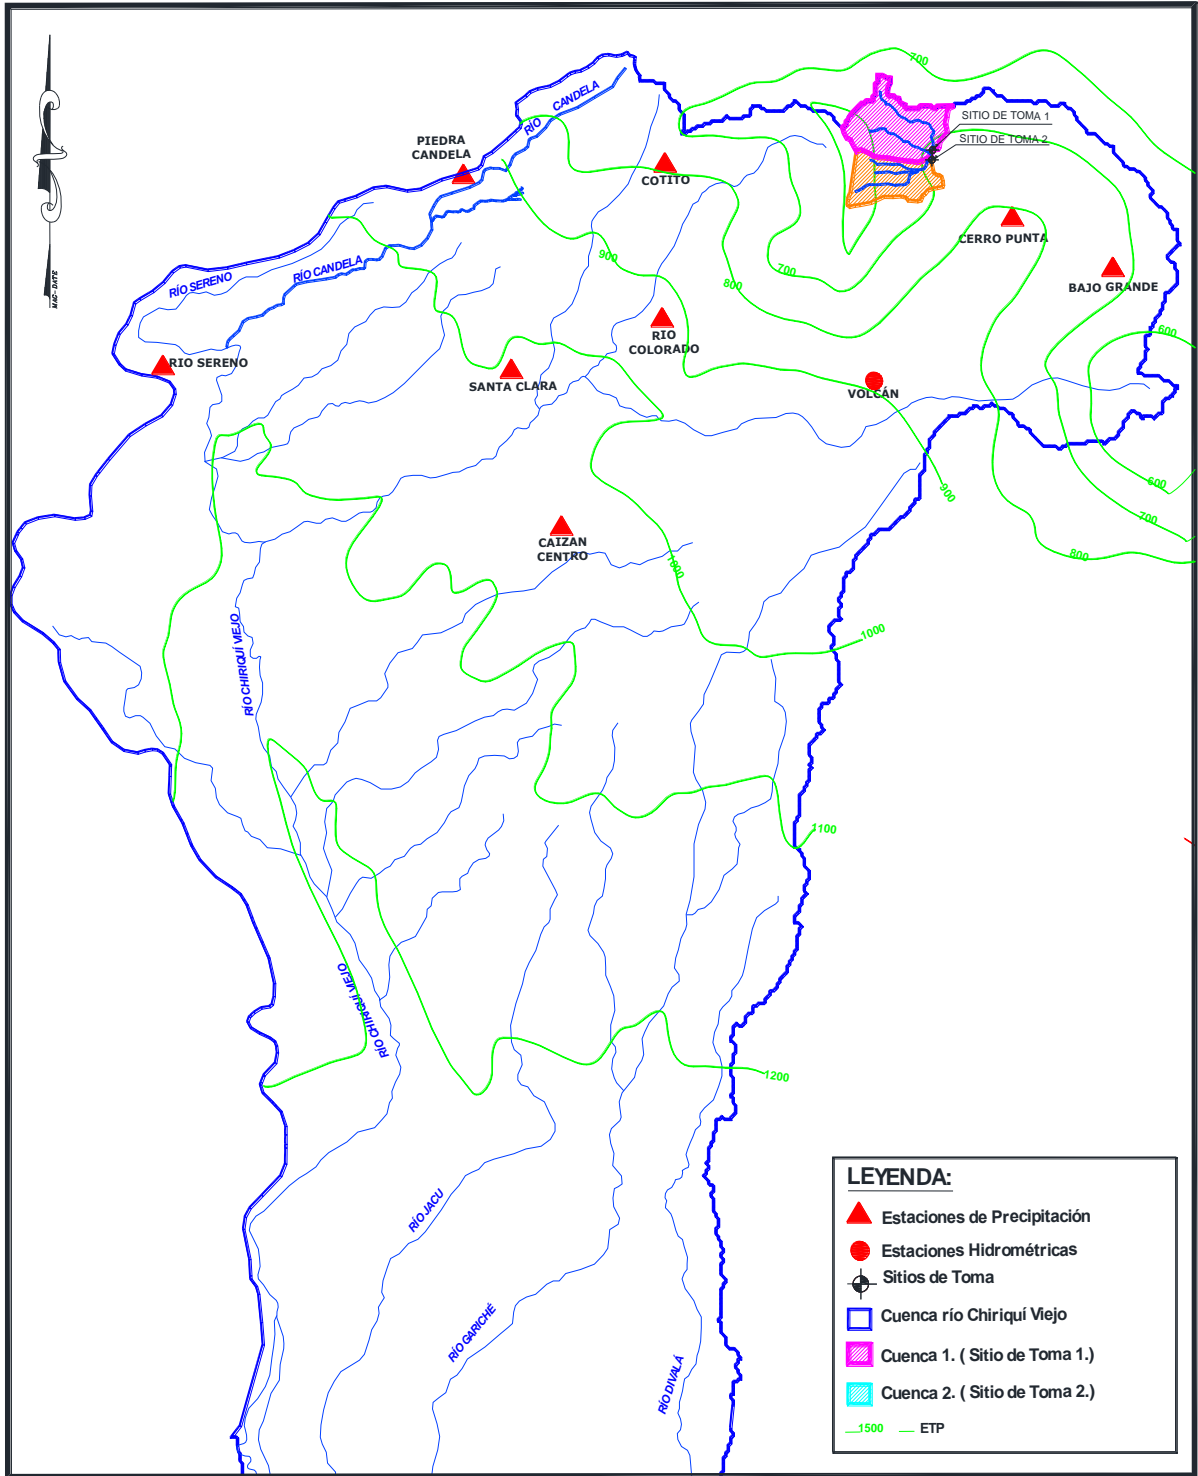 700
RÍO CANDELA
SITIO DE TOMA 1
SITIO DE TOMA 2
PIEDRA
CANDELA
COTITO
CERRO PUNTA
BAJO GRANDE
900
700
800
RÍO CANDELA
RÍO SERENO
MAG-DATE
600
RIO
COLORADO
RIO SERENO
SANTA CLARA
VOLCÁN
900
600
700
800
CAIZAN
CENTRO
1000
1000
RÍO CHIRIQUÍ VIEJO
1100
RÍO CHIRIQUÍ VIEJO
1200
RÍO JACU
RÍO GARICHÉ
RÍO DIVALÁ
LEYENDA:
Estaciones de Precipitación
Estaciones Hidrométricas
Sitios de Toma
Cuenca río Chiriquí Viejo
Cuenca 1. ( Sitio de Toma 1.)
Cuenca 2. ( Sitio de Toma 2.)
1500 ETP